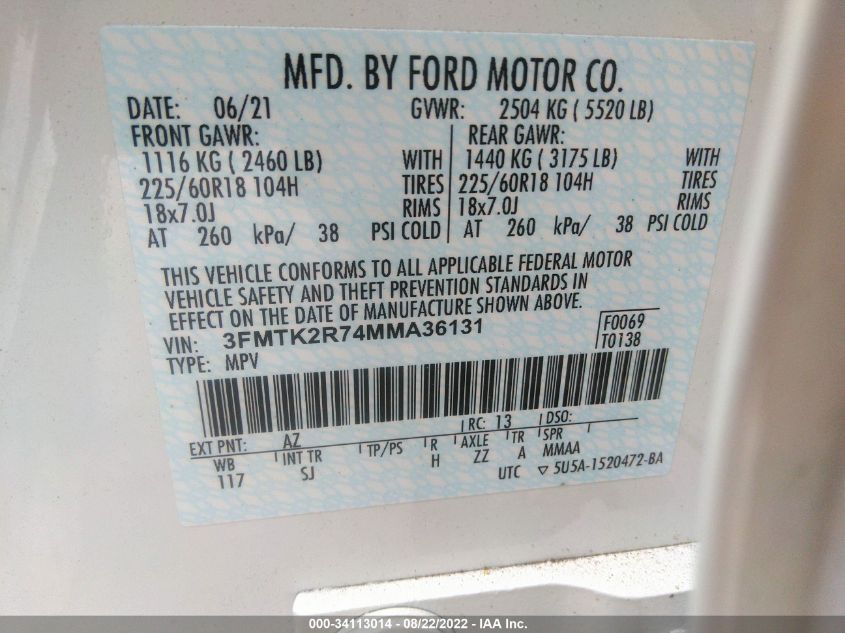 MFD. BY FORD MOTOR CO.
DATE: 06/21 GVWR: 2504 KG ( 5520 LB)
FRONT GAWR: REAR GAWR:
1116 KG ( 2460 LB) WITH 1440 KG ( 3175 LB) WITH
225/60R18 104H TIRES 225/60R18 104H TIRES
18x7.0J RIMS 18x7.0J RIMS
AT 260 kPa/ 38 PSI COLD AT 260 kPa/ 38 PSI COLD
THIS VEHICLE CONFORMS TO ALL APPLICABLE FEDERAL MOTOR
VEHICLE SAFETY AND THEFT PREVENTION STANDARDS IN
EFFECT ON THE DATE OF MANUFACTURE SHOWN ABOVE.
VIN: 3FMTK2R74MMA36131 F0069
TYPE: MPV T0138
EXT PNT: AZ RC: 13 DSO:
WB INT TR TP/PS R AXLE TR SPR
117 SJ H ZZ A MMAA
UTC ▽ 5U5A-1520472-BA
000-34113014 - 08/22/2022 - IAA Inc.